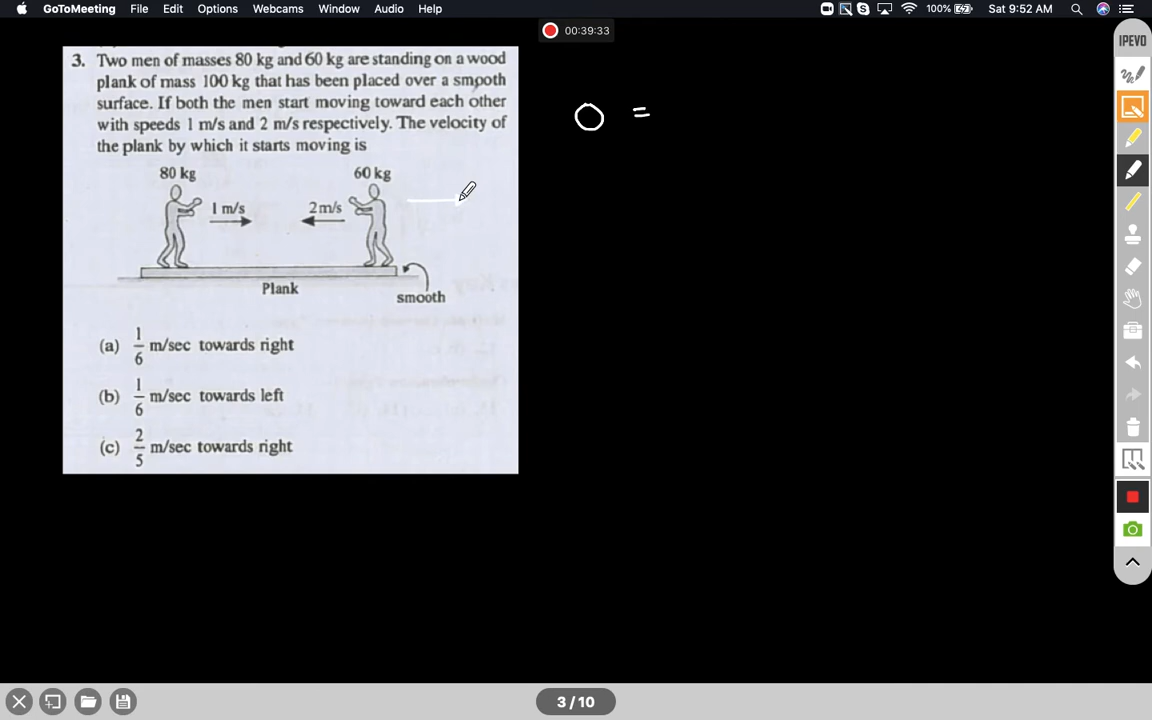 GoToMeeting File Edit Options Webcams Window Audio Help 100% Sat 9:52 AM
00:39:33
IPEVO
3. Two men of masses 80 kg and 60 kg are standing on a wood
plank of mass 100 kg that has been placed over a smooth
surface. If both the men start moving toward each other
with speeds 1 m/s and 2 m/s respectively. The velocity of
the plank by which it starts moving is
O =
80 kg 60 kg
1 m/s 2m/s
Plank
smooth
(a) 1/6 m/sec towards right
(b) 1/6 m/sec towards left
(c) 2/5 m/sec towards right
3 / 10